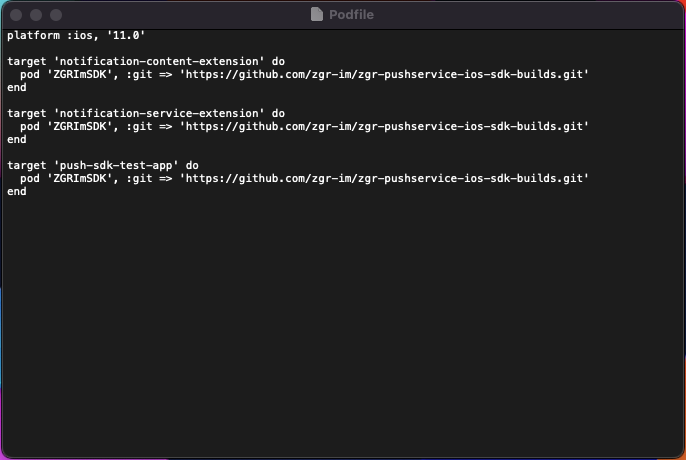 Podfile
platform :ios, '11.0'
target 'notification-content-extension' do
pod 'ZGRImSDK', :git => 'https://github.com/zgr-im/zgr-pushservice-ios-sdk-builds.git'
end
target 'notification-service-extension' do
pod 'ZGRImSDK', :git => 'https://github.com/zgr-im/zgr-pushservice-ios-sdk-builds.git'
end
target 'push-sdk-test-app' do
pod 'ZGRImSDK', :git => 'https://github.com/zgr-im/zgr-pushservice-ios-sdk-builds.git'
end